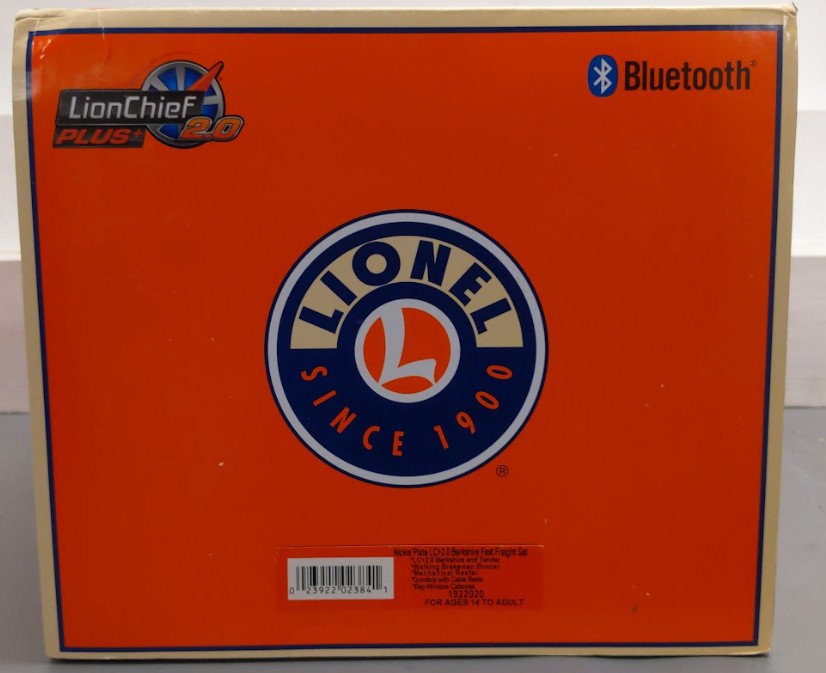 LionChief
PLUS+ 2.0
Bluetooth®
LIONEL
L
SINCE 1900
®
Nickel Plate LC+2.0 Berkshire Fast Freight Set
*LC+2.0 Berkshire and Tender
*Walking Brakeman Boxcar
*Mechanical Reefer
*Gondola with Cable Reels
*Bay Window Caboose
1922020
FOR AGES 14 TO ADULT
0 23922 02384 1